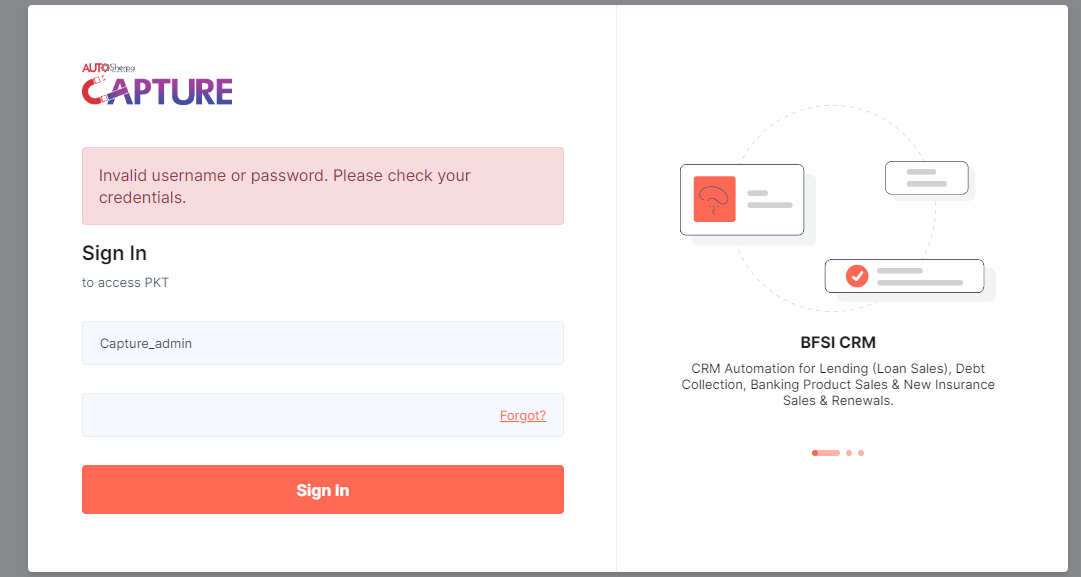 AUTOSherpa
CAPTURE
Invalid username or password. Please check your
credentials.
Sign In
to access PKT
Capture_admin
Forgot?
Sign In
BFSI CRM
CRM Automation for Lending (Loan Sales), Debt
Collection, Banking Product Sales & New Insurance
Sales & Renewals.